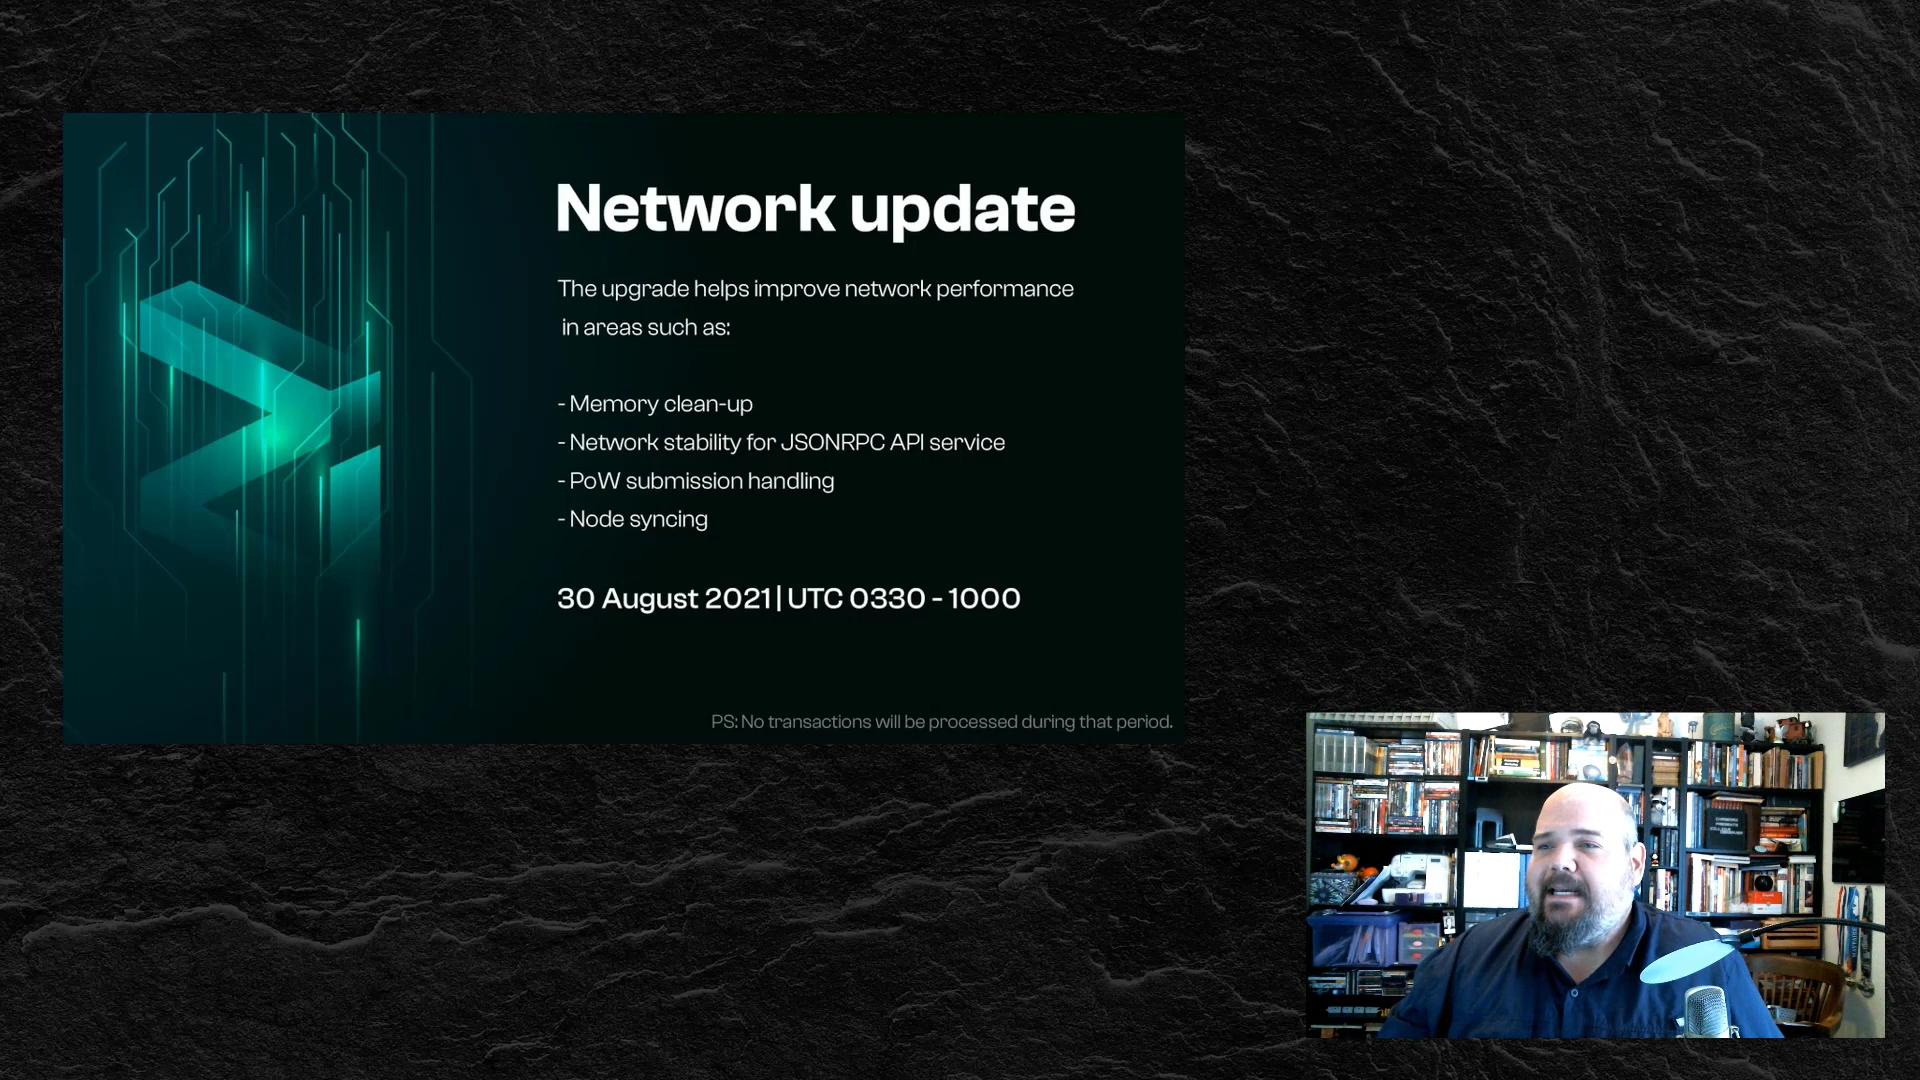 Network update
The upgrade helps improve network performance
in areas such as:
- Memory clean-up
- Network stability for JSONRPC API service
- PoW submission handling
- Node syncing
30 August 2021 | UTC 0330 - 1000
PS: No transactions will be processed during that period.